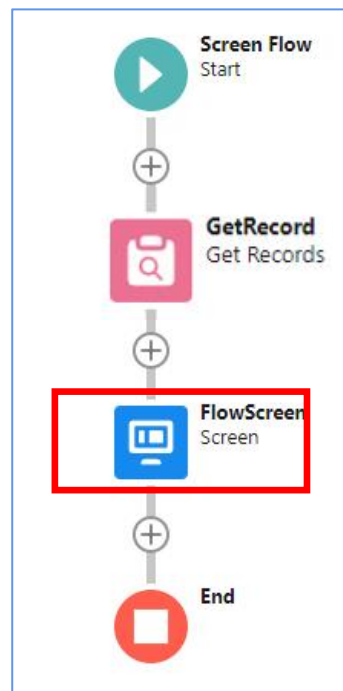 Screen Flow
Start
GetRecord
Get Records
FlowScreen
Screen
End